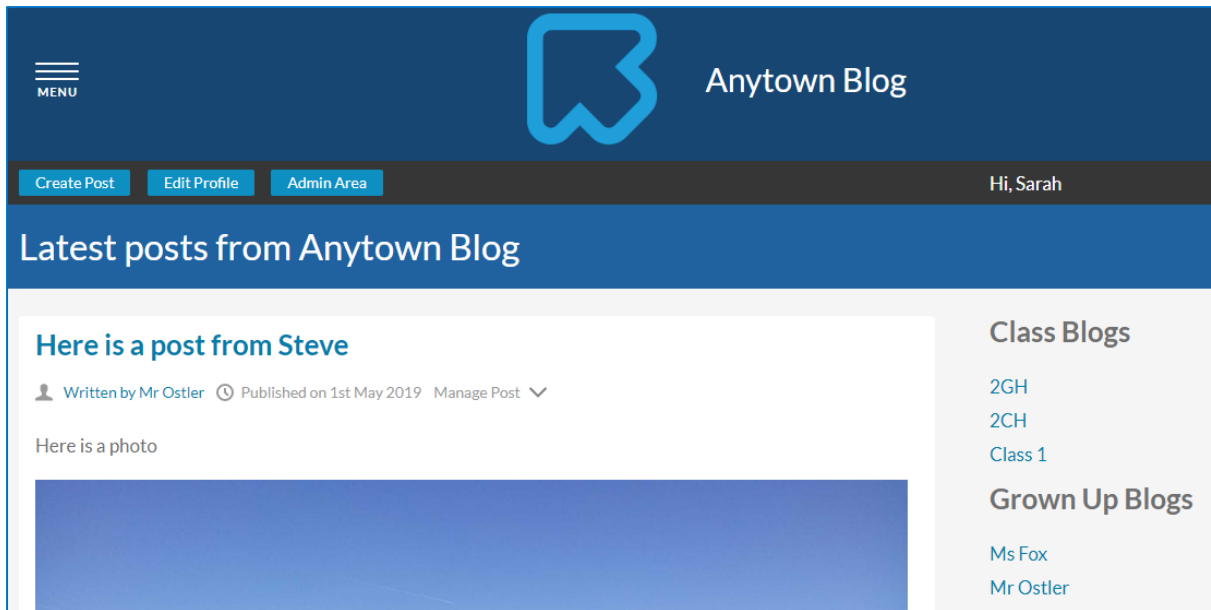 MENU
Anytown Blog
Create Post Edit Profile Admin Area Hi, Sarah
Latest posts from Anytown Blog
Here is a post from Steve
Written by Mr Ostler Published on 1st May 2019 Manage Post
Here is a photo
Class Blogs
2GH
2CH
Class 1
Grown Up Blogs
Ms Fox
Mr Ostler